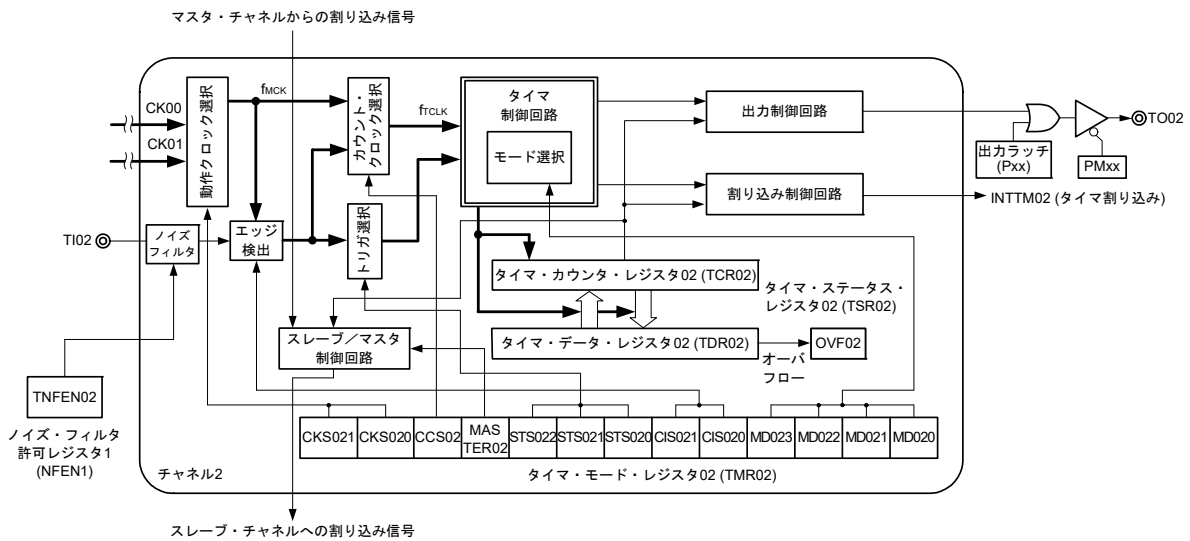 マスタ・チャネルからの割り込み信号
CK00
CK01
動作クロック選択
fMCK
カウント・
クロック選択
fTCLK
タイマ
制御回路
モード選択
出力制御回路
TO02
出力ラッチ
(Pxx)
PMxx
割り込み制御回路
INTTM02 (タイマ割り込み)
TI02
ノイズ
フィルタ
エッジ
検出
トリガ選択
タイマ・カウンタ・レジスタ02 (TCR02)
タイマ・ステータス・
レジスタ02 (TSR02)
スレーブ/マスタ
制御回路
タイマ・データ・レジスタ02 (TDR02)
オーバ
フロー
OVF02
TNFEN02
ノイズ・フィルタ
許可レジスタ1
(NFEN1)
CKS021
CKS020
CCS02
MAS
TER02
STS022
STS021
STS020
CIS021
CIS020
MD023
MD022
MD021
MD020
チャネル2
タイマ・モード・レジスタ02 (TMR02)
スレーブ・チャネルへの割り込み信号